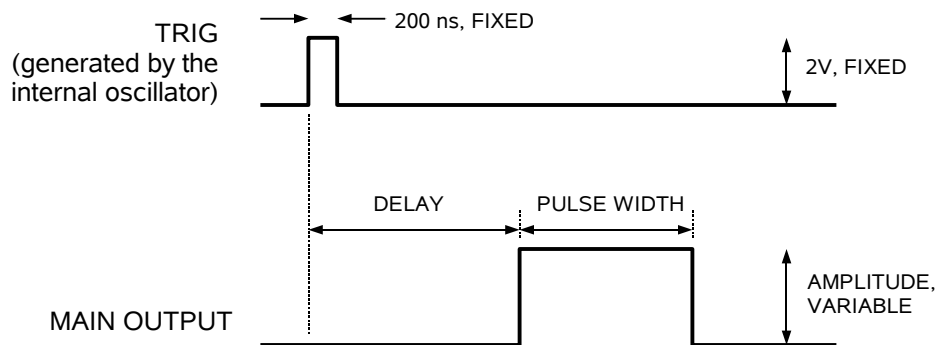 200 ns, FIXED
TRIG
(generated by the
internal oscillator)
2V, FIXED
DELAY
PULSE WIDTH
AMPLITUDE,
VARIABLE
MAIN OUTPUT